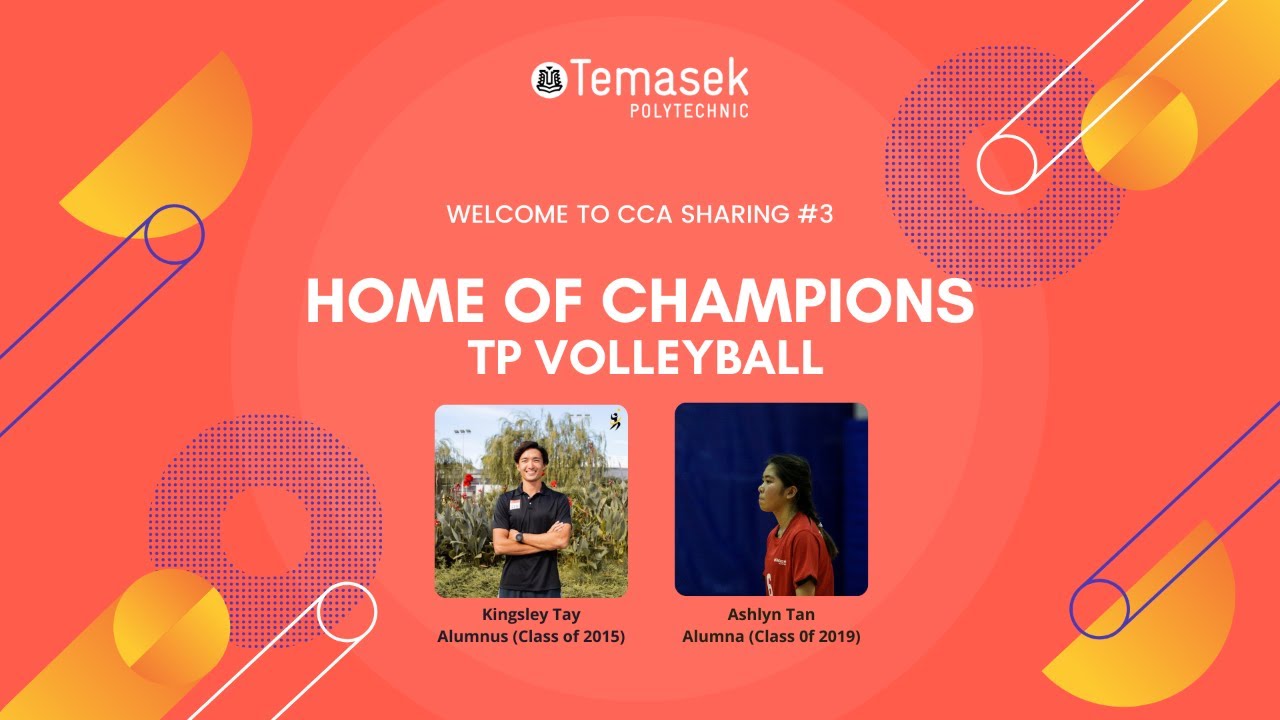 Temasek
POLYTECHNIC
WELCOME TO CCA SHARING #3
HOME OF CHAMPIONS
TP VOLLEYBALL
Kingsley Tay
Alumnus (Class of 2015)
Ashlyn Tan
Alumna (Class 0f 2019)